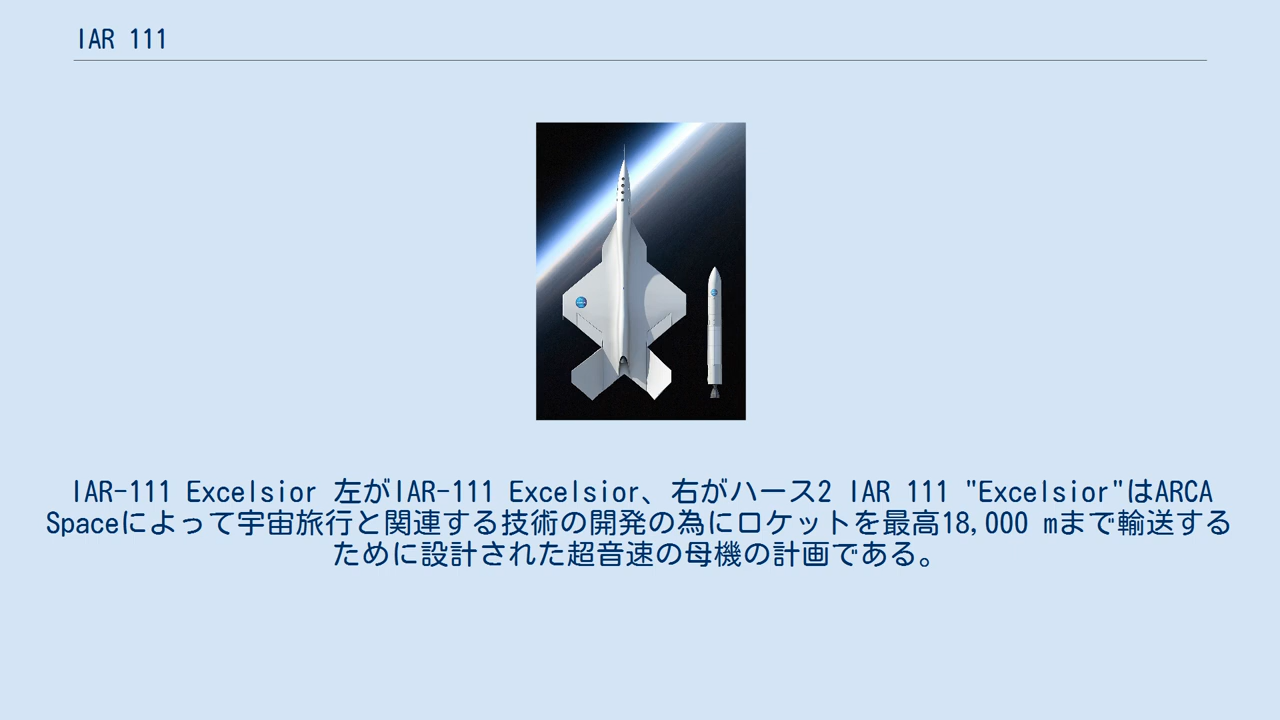 IAR 111
IAR-111 Excelsior 左がIAR-111 Excelsior、右がハース2 IAR 111 "Excelsior"はARCA
Spaceによって宇宙旅行と関連する技術の開発の為にロケットを最高18,000 mまで輸送する
ために設計された超音速の母機の計画である。